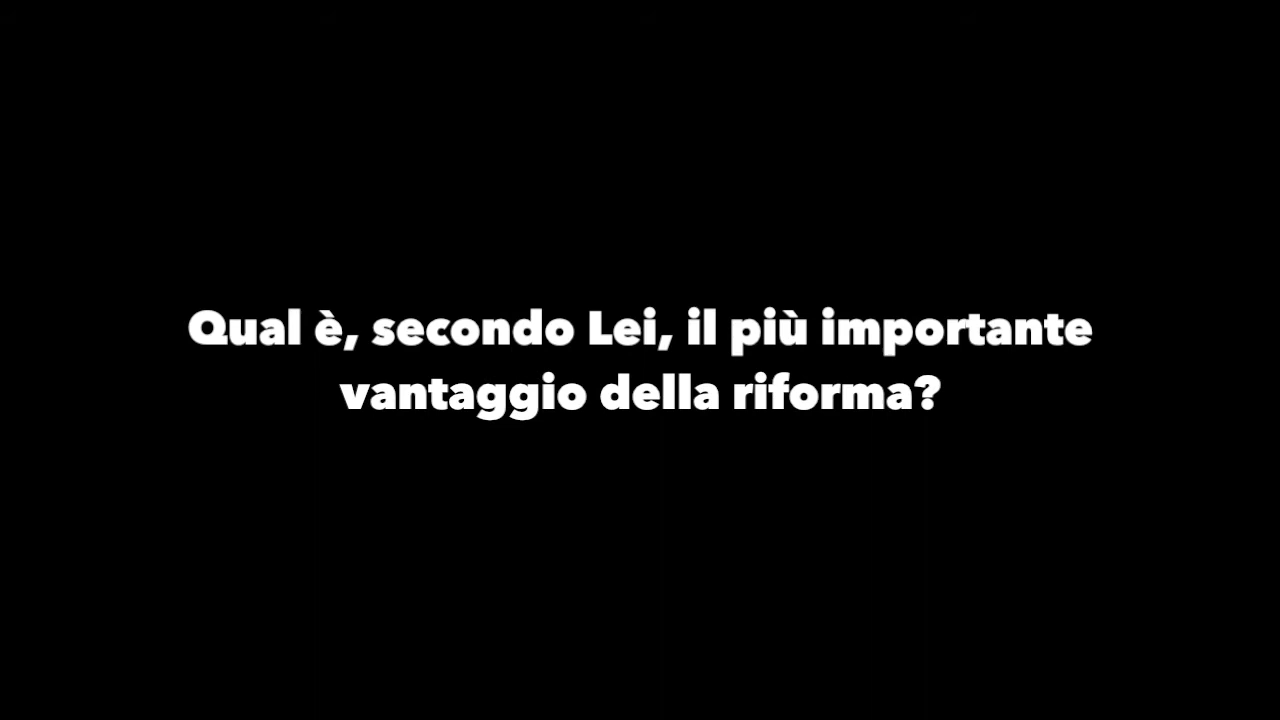 Qual è, secondo Lei, il più importante
vantaggio della riforma?